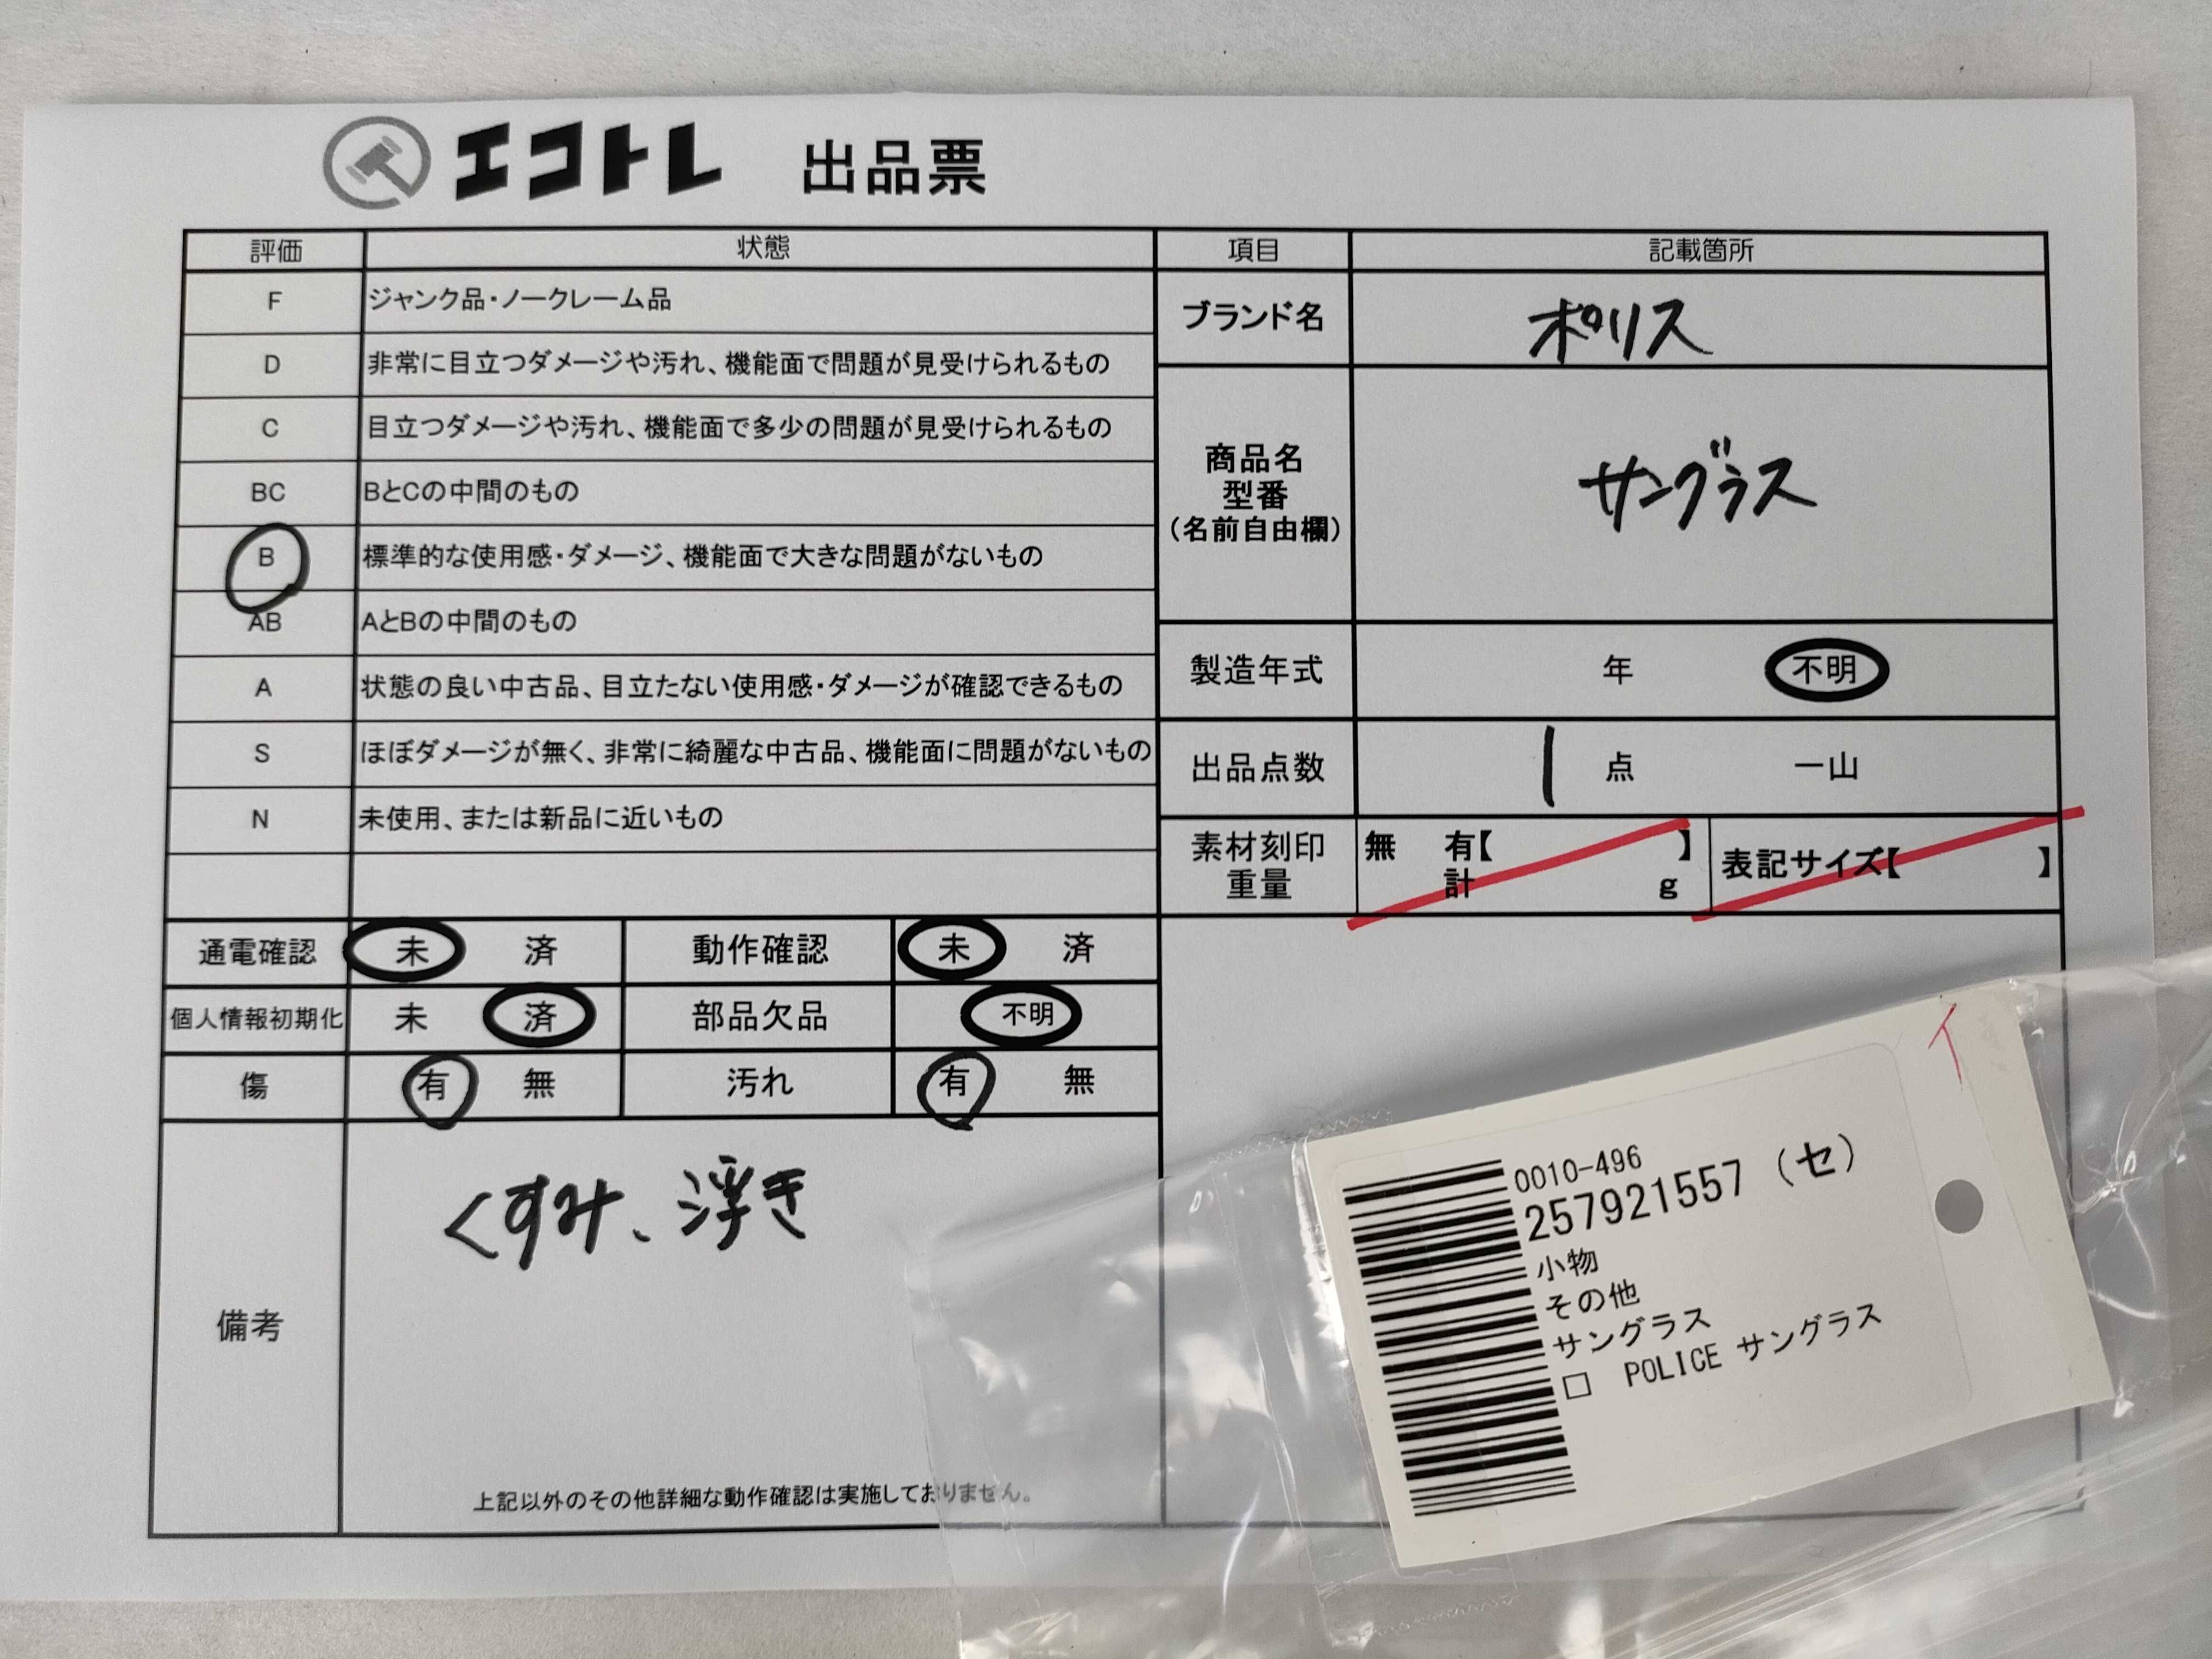 エコトレ 出品票
評価 状態
F ジャンク品・ノークレーム品
D 非常に目立つダメージや汚れ、機能面で問題が見受けられるもの
C 目立つダメージや汚れ、機能面で多少の問題が見受けられるもの
BC BとCの中間のもの
B 標準的な使用感・ダメージ、機能面で大きな問題がないもの
AB AとBの中間のもの
A 状態の良い中古品、目立たない使用感・ダメージが確認できるもの
S ほぼダメージが無く、非常に綺麗な中古品、機能面に問題がないもの
N 未使用、または新品に近いもの
項目 記載箇所
ブランド名 ポリス
商品名
型番
(名前自由欄)
サングラス
製造年式 年 不明
出品点数 1 点 一山
素材刻印 無 有【 】
重量 計 g
表記サイズ【 】
通電確認 未 済 動作確認 未 済
個人情報初期化 未 済 部品欠品 不明
傷 有 無 汚れ 有 無
備考
くすみ、浮き
上記以外のその他詳細な動作確認は実施しておりません。
イ
0010-496
257921557 (セ)
小物
その他
サングラス
□ POLICE サングラス